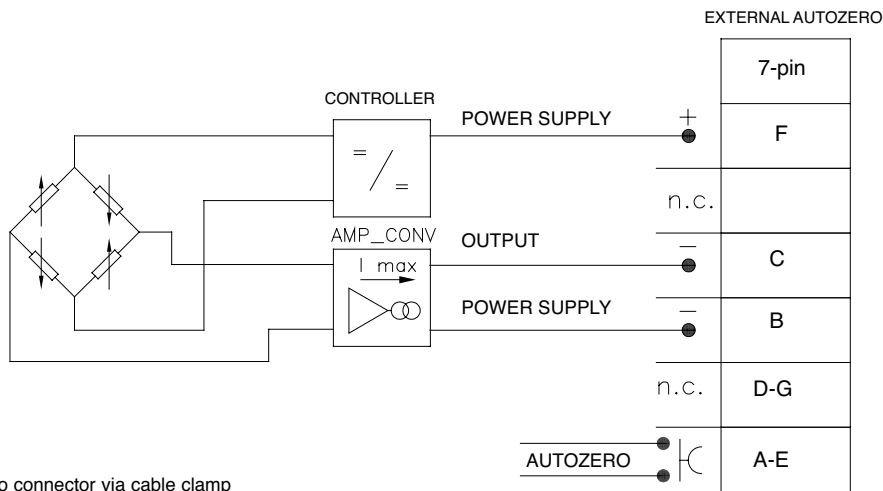 EXTERNAL AUTOZERO
7-pin
CONTROLLER
POWER SUPPLY
+
F
=
/
=
n.c.
AMP_CONV
OUTPUT
–
C
I max
POWER SUPPLY
–
B
n.c.
D-G
AUTOZERO
A-E
o connector via cable clamp